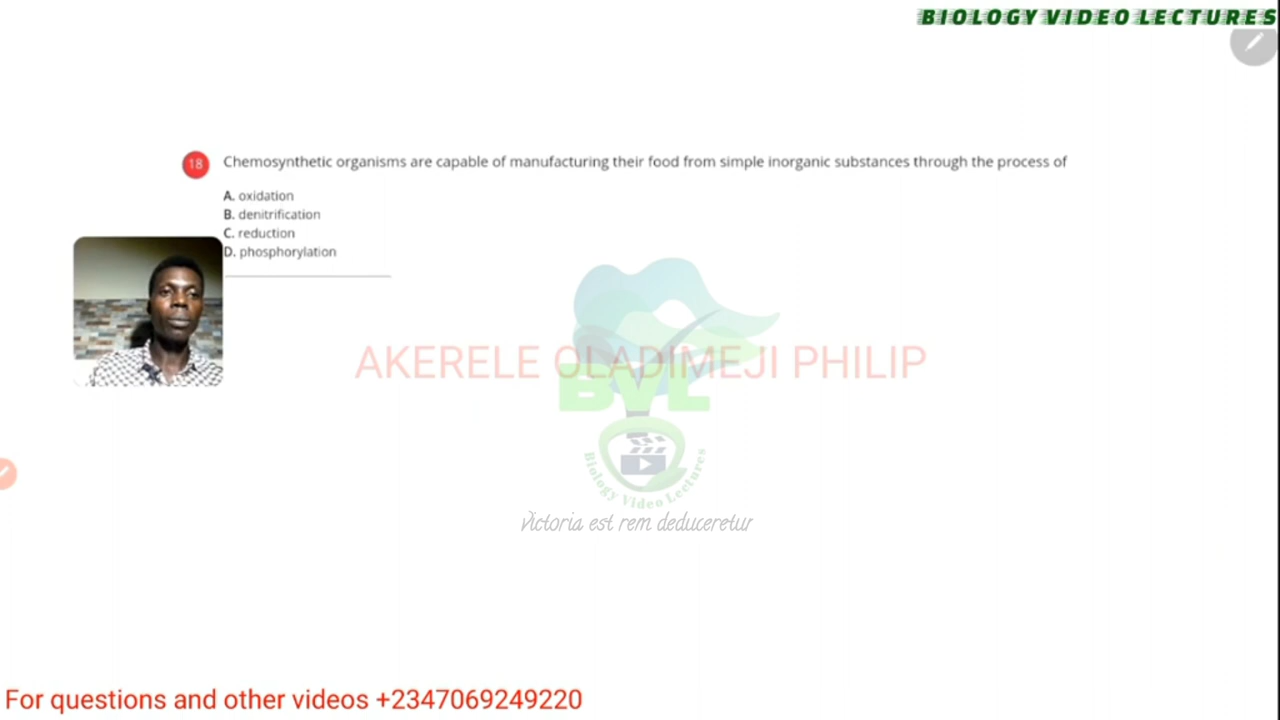 BIOLOGY VIDEO LECTURES
18 Chemosynthetic organisms are capable of manufacturing their food from simple inorganic substances through the process of
A. oxidation
B. denitrification
C. reduction
D. phosphorylation
AKERELE OLADIMEJI PHILIP
BVL
Biology Video Lectures
Victoria est rem deduceretur
For questions and other videos +2347069249220